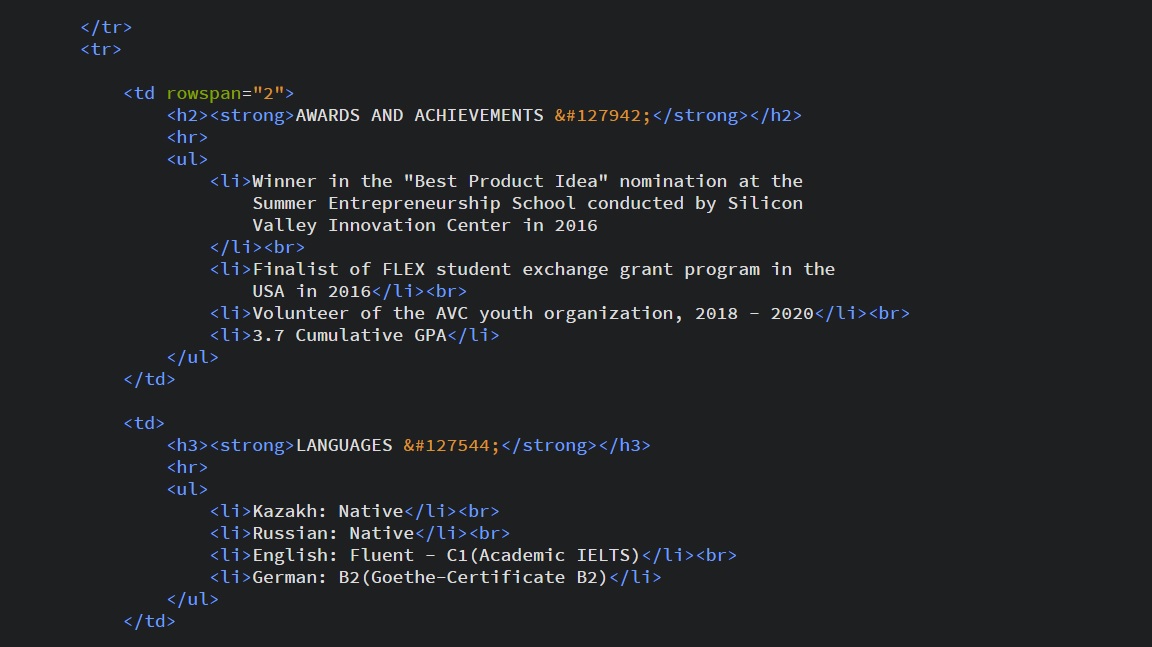 </tr>
<tr>
<td rowspan="2">
<h2><strong>AWARDS AND ACHIEVEMENTS &#127942;</strong></h2>
<hr>
<ul>
<li>Winner in the "Best Product Idea" nomination at the
Summer Entrepreneurship School conducted by Silicon
Valley Innovation Center in 2016
</li><br>
<li>Finalist of FLEX student exchange grant program in the
USA in 2016</li><br>
<li>Volunteer of the AVC youth organization, 2018 - 2020</li><br>
<li>3.7 Cumulative GPA</li>
</ul>
</td>
<td>
<h3><strong>LANGUAGES &#127544;</strong></h3>
<hr>
<ul>
<li>Kazakh: Native</li><br>
<li>Russian: Native</li><br>
<li>English: Fluent - C1(Academic IELTS)</li><br>
<li>German: B2(Goethe-Certificate B2)</li>
</ul>
</td>